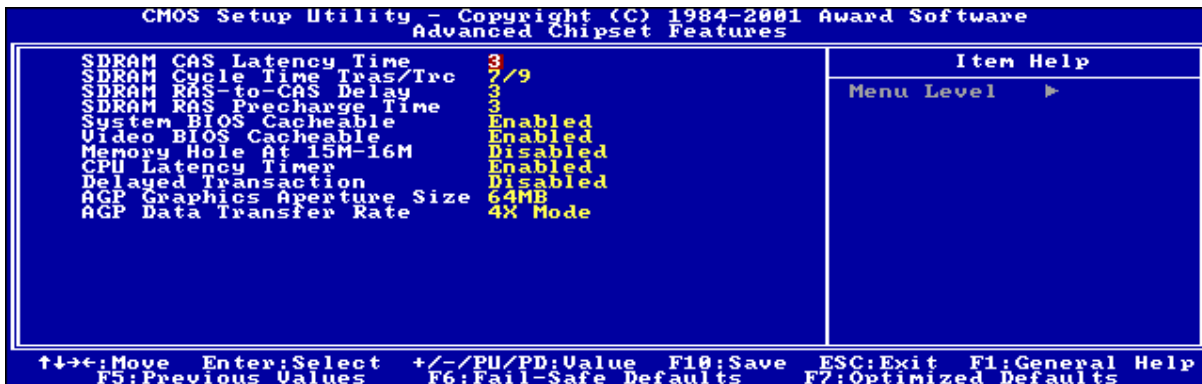 CMOS Setup Utility - Copyright (C) 1984-2001 Award Software
Advanced Chipset Features
SDRAM CAS Latency Time 3
SDRAM Cycle Time Tras/Trc 7/9
SDRAM RAS-to-CAS Delay 3
SDRAM RAS Precharge Time 3
System BIOS Cacheable Enabled
Video BIOS Cacheable Enabled
Memory Hole At 15M-16M Disabled
CPU Latency Timer Enabled
Delayed Transaction Disabled
AGP Graphics Aperture Size 64MB
AGP Data Transfer Rate 4X Mode
Item Help
Menu Level ►
↑↓→←:Move Enter:Select +/-/PU/PD:Value F10:Save ESC:Exit F1:General Help
F5:Previous Values F6:Fail-Safe Defaults F7:Optimized Defaults